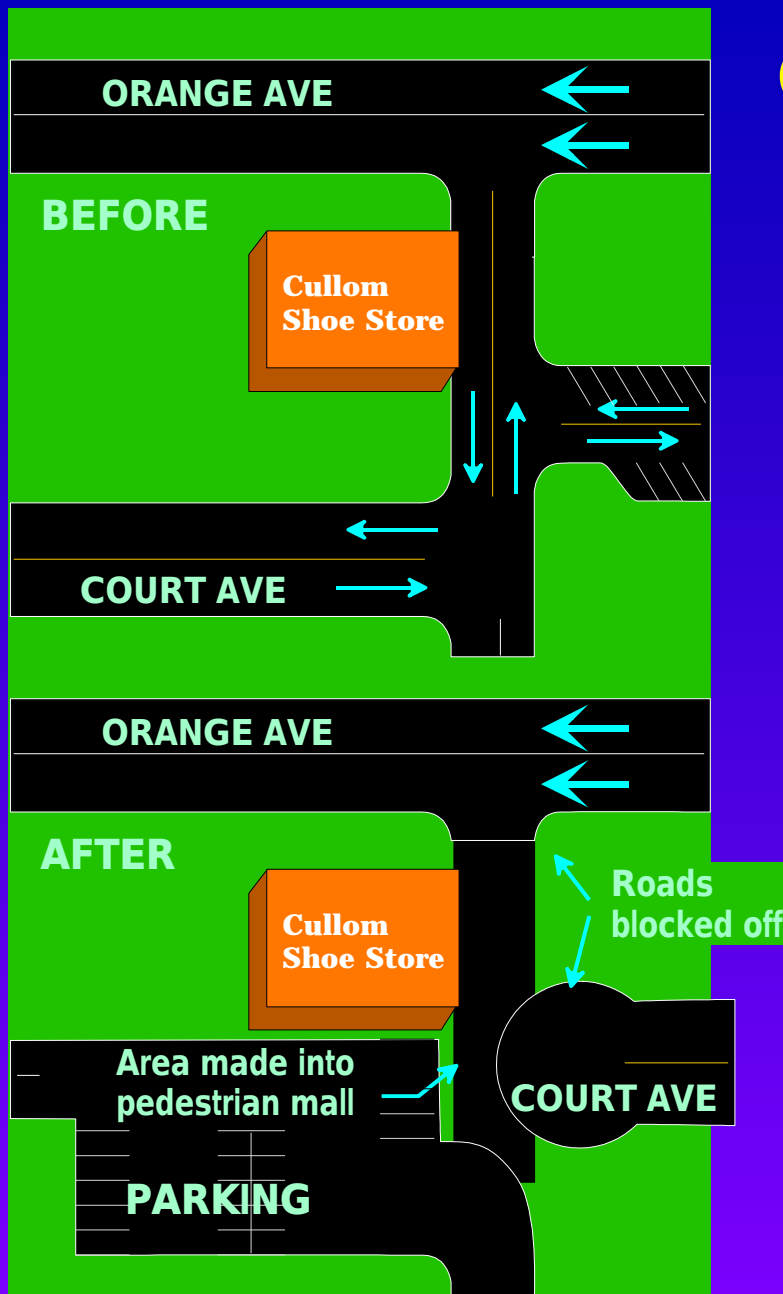 ORANGE AVE
BEFORE
Cullom
Shoe Store
COURT AVE
ORANGE AVE
AFTER
Roads
blocked off
Cullom
Shoe Store
Area made into
pedestrian mall
COURT AVE
PARKING